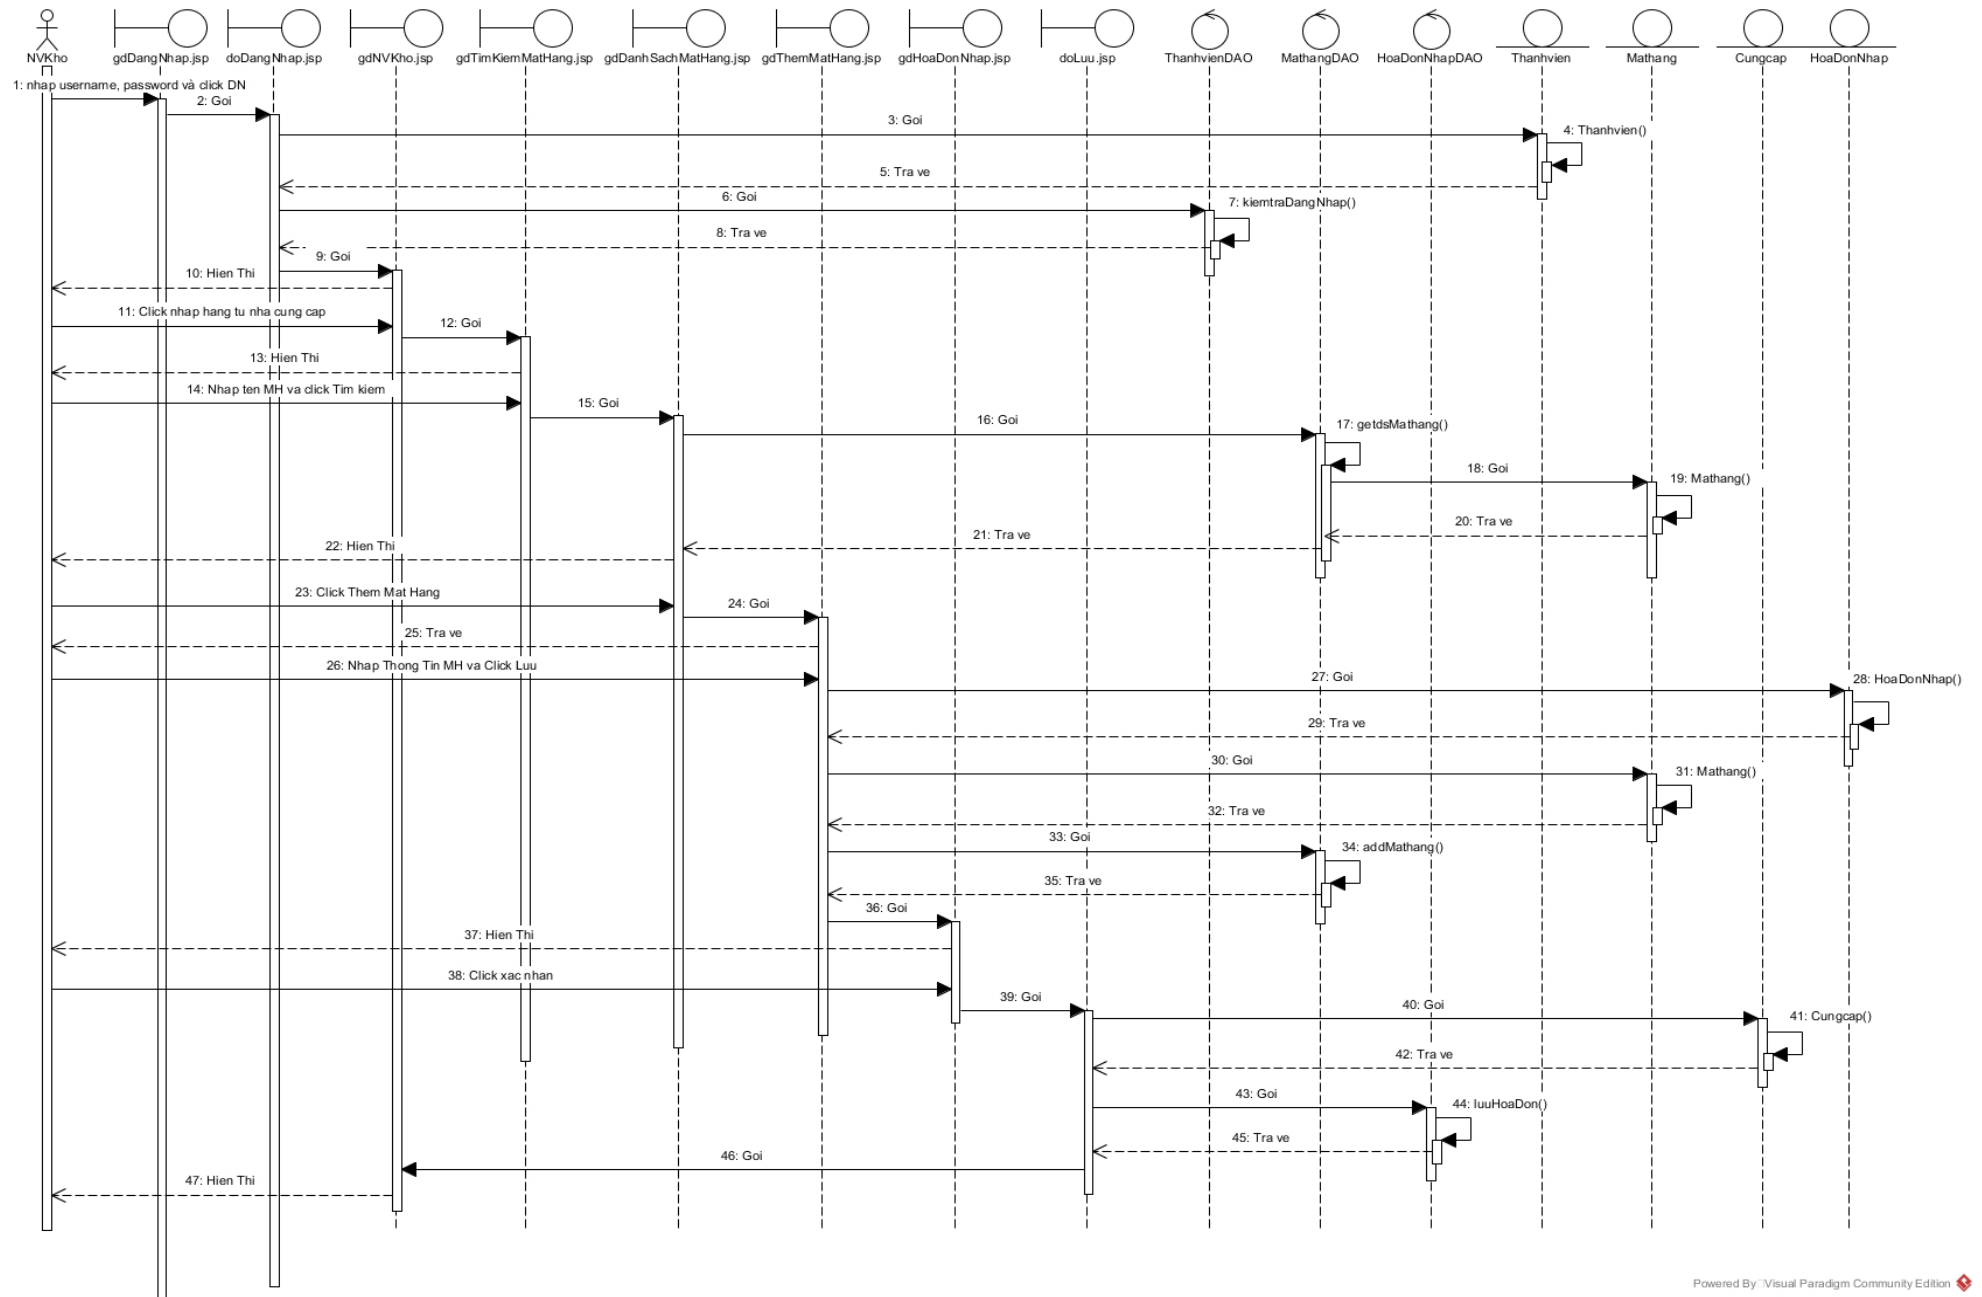 NVKho
gdDangNhap.jsp
doDangNhap.jsp
gdNVKho.jsp
gdTimKiemMatHang.jsp
gdDanhSachMatHang.jsp
gdThemMatHang.jsp
gdHoaDonNhap.jsp
doLuu.jsp
ThanhvienDAO
MathangDAO
HoaDonNhapDAO
Thanhvien
Mathang
Cungcap
HoaDonNhap
1: nhap username, password và click DN
2: Goi
3: Goi
4: Thanhvien()
5: Tra ve
6: Goi
7: kiemtraDangNhap()
8: Tra ve
9: Goi
10: Hien Thi
11: Click nhap hang tu nha cung cap
12: Goi
13: Hien Thi
14: Nhap ten MH va click Tim kiem
15: Goi
16: Goi
17: getdsMathang()
18: Goi
19: Mathang()
20: Tra ve
21: Tra ve
22: Hien Thi
23: Click Them Mat Hang
24: Goi
25: Tra ve
26: Nhap Thong Tin MH va Click Luu
27: Goi
28: HoaDonNhap()
29: Tra ve
30: Goi
31: Mathang()
32: Tra ve
33: Goi
34: addMathang()
35: Tra ve
36: Goi
37: Hien Thi
38: Click xac nhan
39: Goi
40: Goi
41: Cungcap()
42: Tra ve
43: Goi
44: luuHoaDon()
45: Tra ve
46: Goi
47: Hien Thi
Powered By Visual Paradigm Community Edition